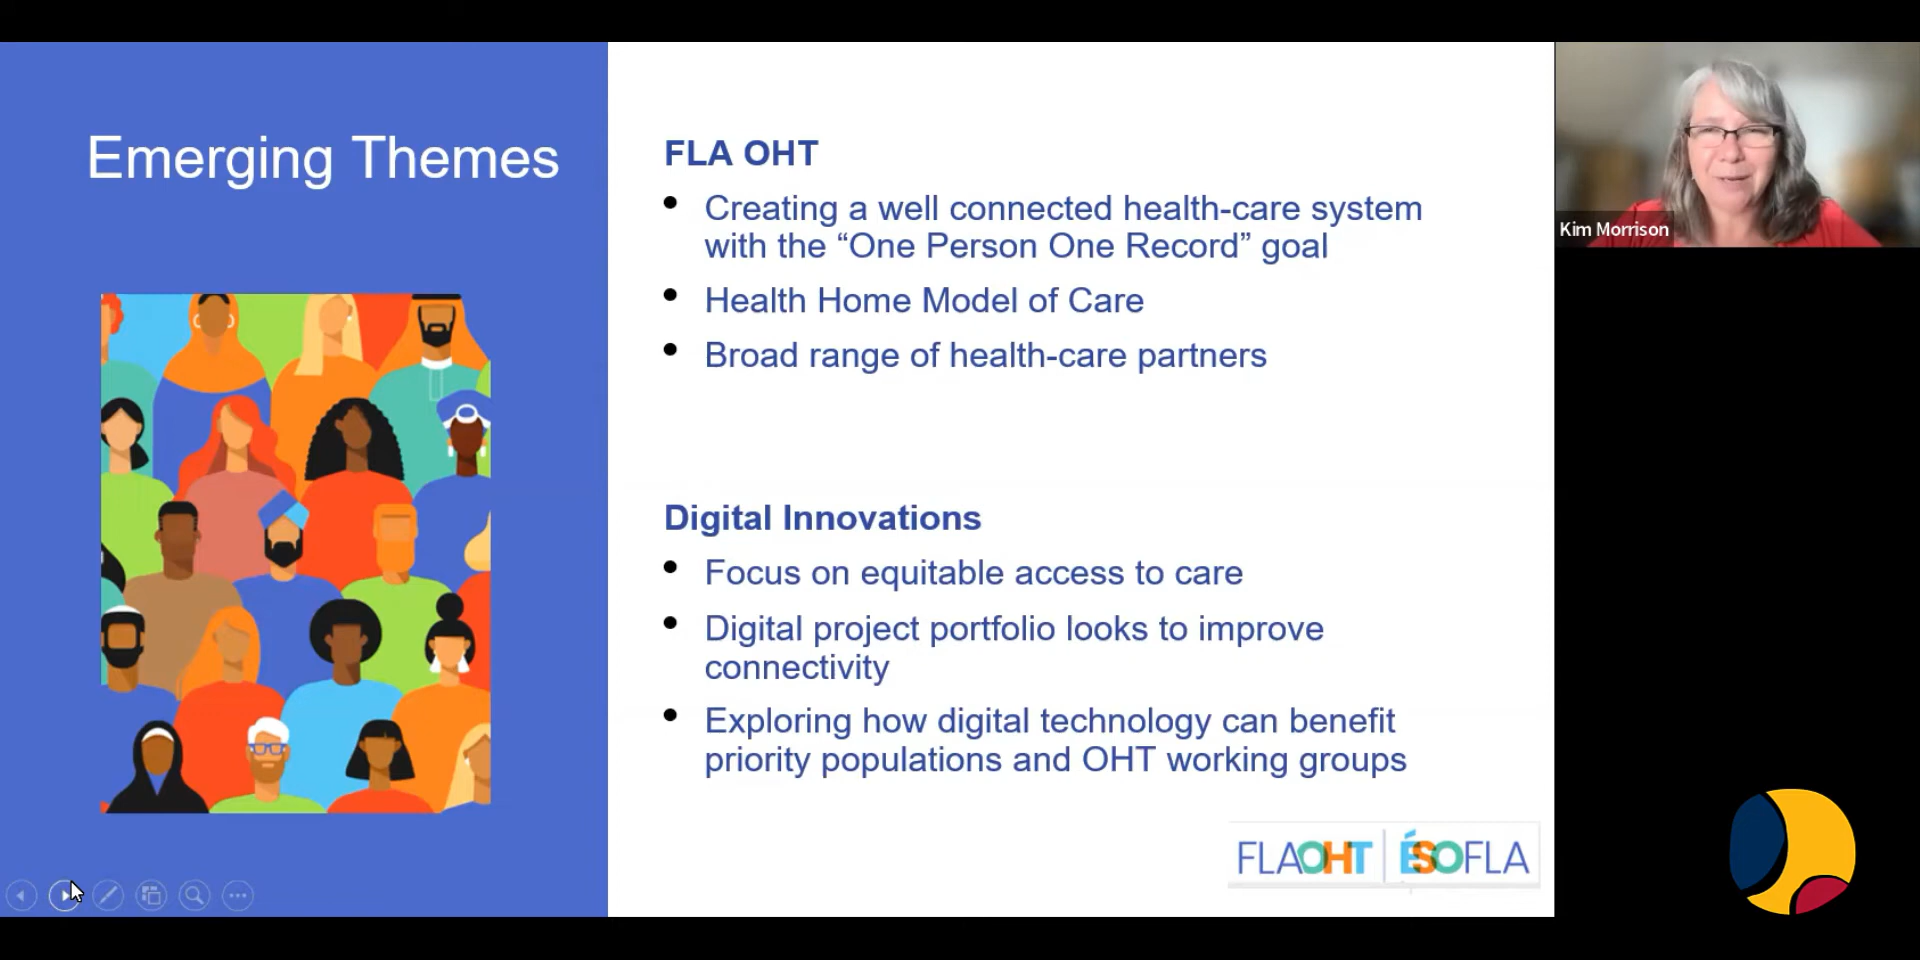 Emerging Themes
FLA OHT
• Creating a well connected health-care system
with the “One Person One Record” goal
• Health Home Model of Care
• Broad range of health-care partners
Digital Innovations
• Focus on equitable access to care
• Digital project portfolio looks to improve
connectivity
• Exploring how digital technology can benefit
priority populations and OHT working groups
FLAOHT | ÉSOFLA
Kim Morrison